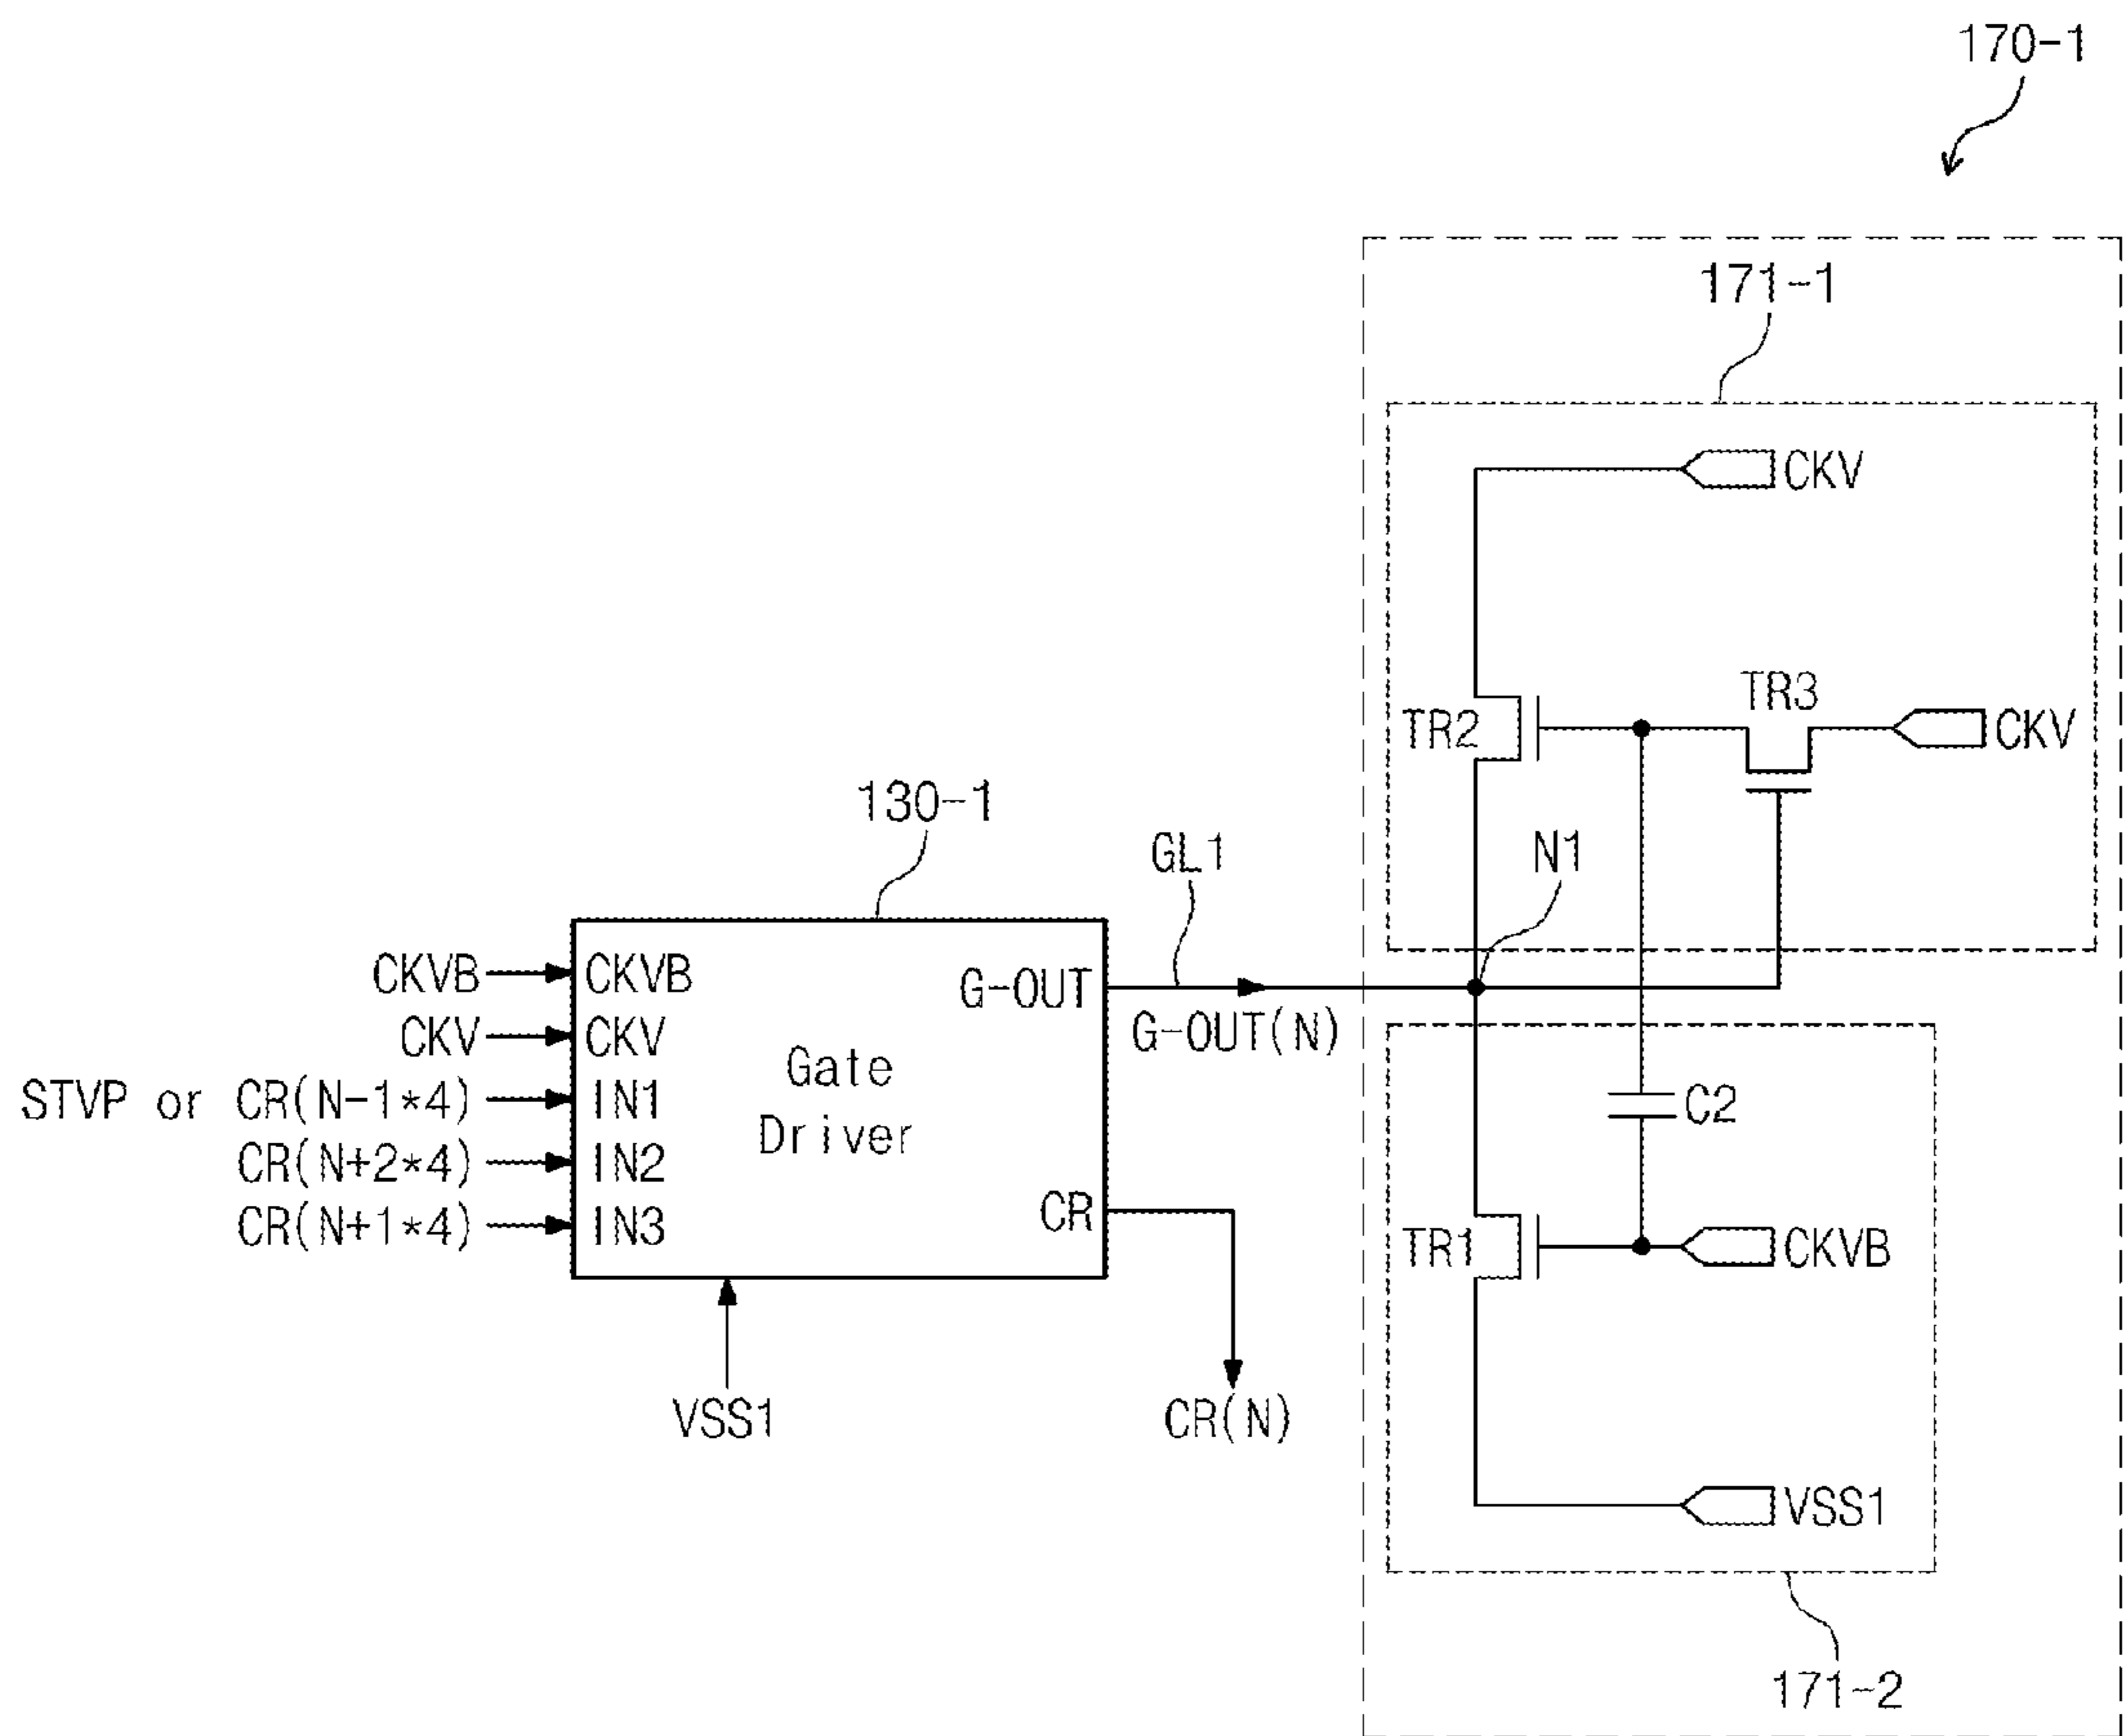 170-1
171-1
CKV
TR3
TR2
CKV
130-1
GL1
N1
CKVB
CKVB
G-OUT
CKV
CKV
G-OUT(N)
Gate
Driver
STVP or CR(N-1*4)
IN1
C2
CR(N+2*4)
IN2
CR
CR(N+1*4)
IN3
TR1
CKVB
VSS1
CR(N)
VSS1
171-2